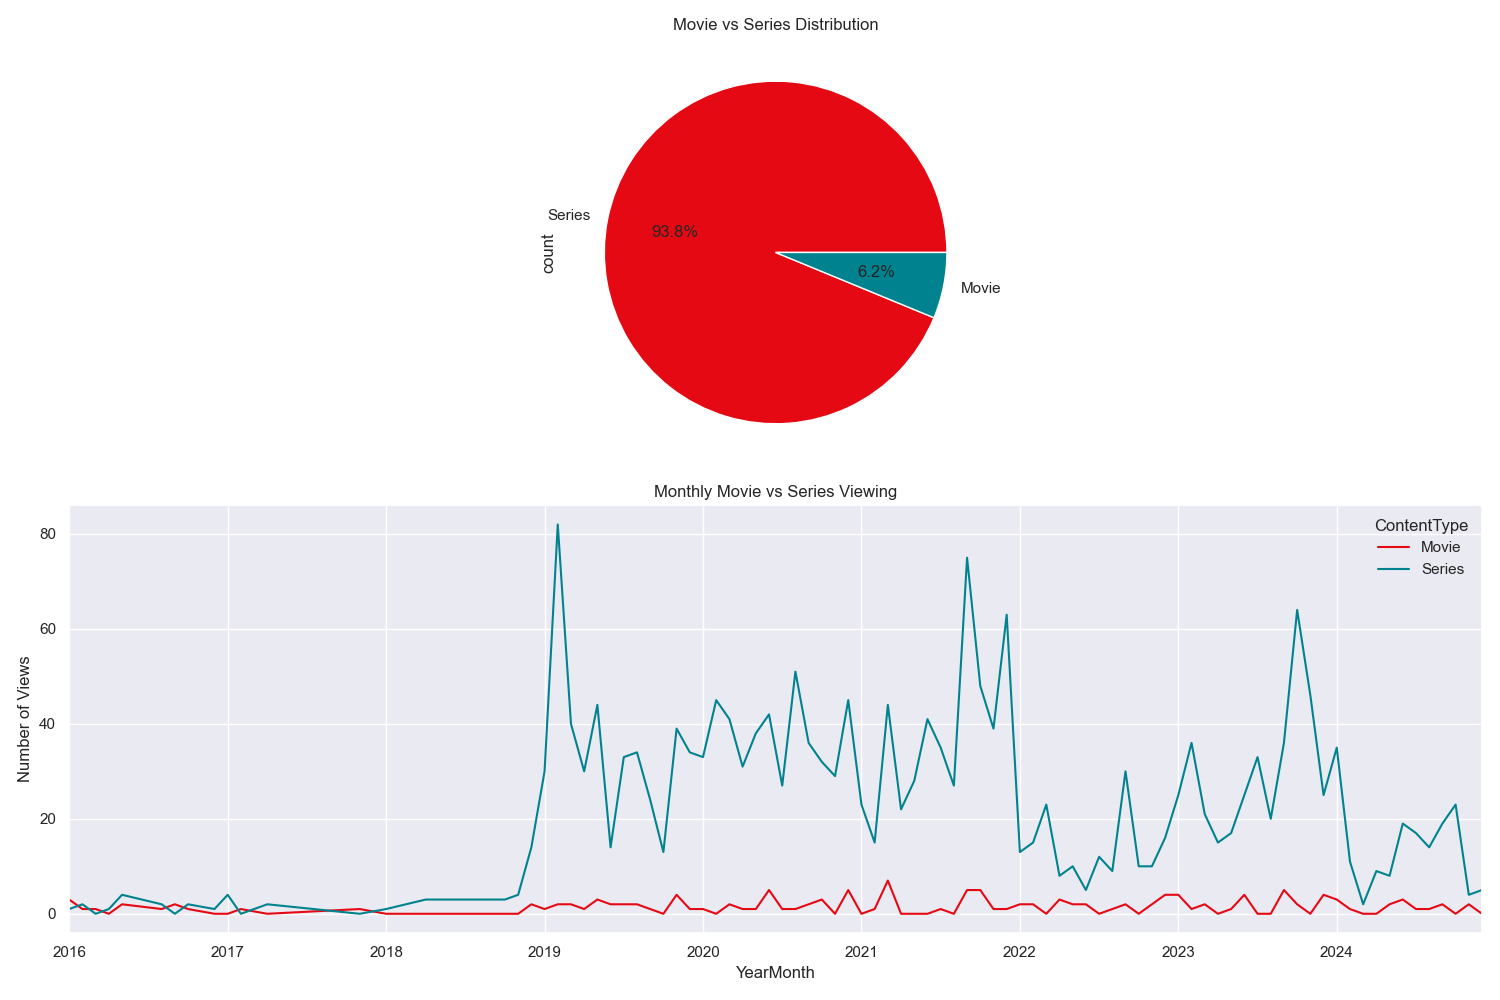 Movie vs Series Distribution
Series
93.8%
count
6.2%
Movie
Monthly Movie vs Series Viewing
ContentType
Movie
Series
80
60
40
20
0
Number of Views
2016 2017 2018 2019 2020 2021 2022 2023 2024
YearMonth